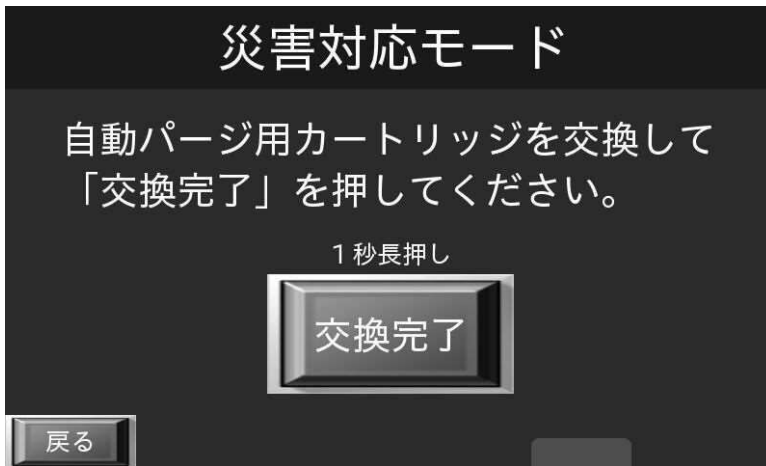 災害対応モード
自動パージ用カートリッジを交換して
「交換完了」を押してください。
1秒長押し
交換完了
戻る